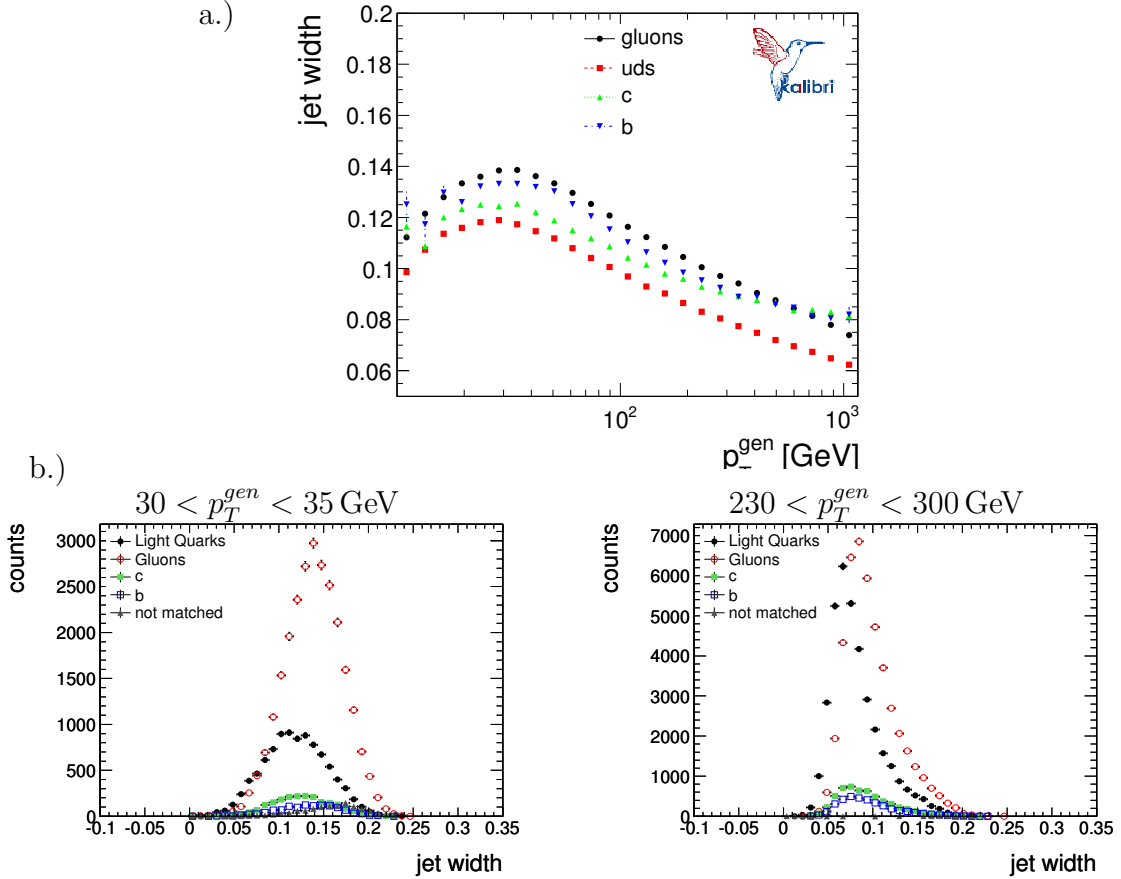 a.)
jet width
0.2
0.18
0.16
0.14
0.12
0.1
0.08
0.06
gluons
uds
c
b
kalibri
10²
10³
p_T^gen [GeV]
b.)
30 < p_T^gen < 35 GeV
counts
3000
2500
2000
1500
1000
500
0
Light Quarks
Gluons
c
b
not matched
-0.1 -0.05 0 0.05 0.1 0.15 0.2 0.25 0.3 0.35
jet width
230 < p_T^gen < 300 GeV
counts
7000
6000
5000
4000
3000
2000
1000
0
Light Quarks
Gluons
c
b
not matched
-0.1 -0.05 0 0.05 0.1 0.15 0.2 0.25 0.3 0.35
jet width